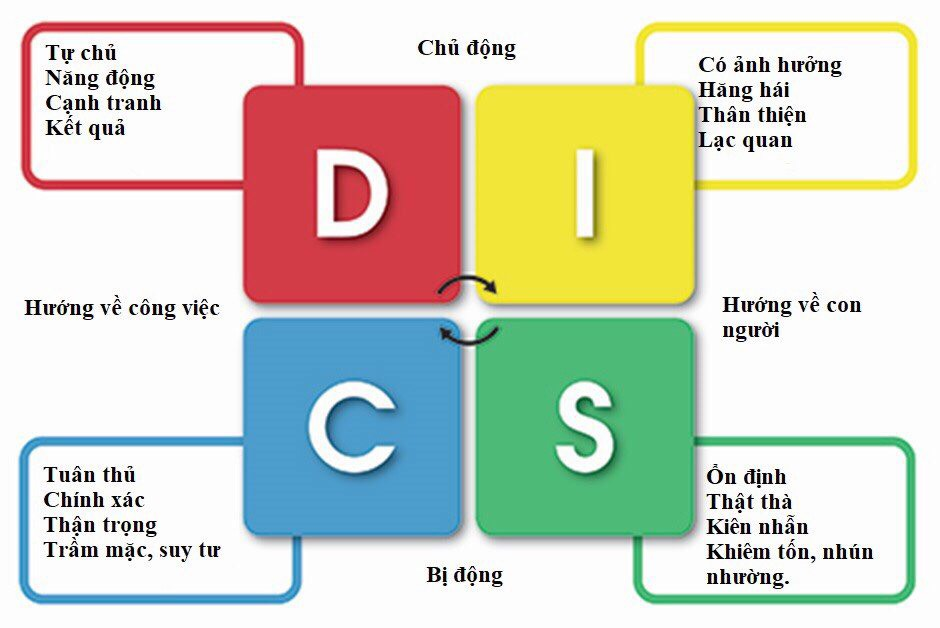 Chủ động
Tự chủ
Năng động
Cạnh tranh
Kết quả
Có ảnh hưởng
Hăng hái
Thân thiện
Lạc quan
D
I
Hướng về công việc
Hướng về con
người
C
S
Tuân thủ
Chính xác
Thận trọng
Trầm mặc, suy tư
Ổn định
Thật thà
Kiên nhẫn
Khiêm tốn, nhún
nhường.
Bị động